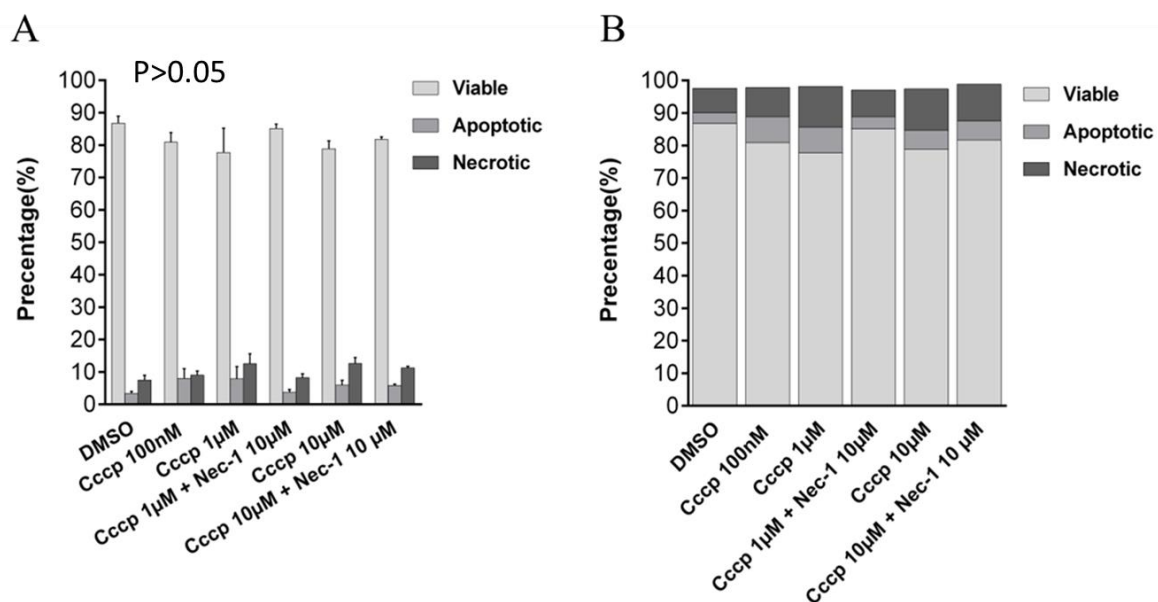 A
P>0.05
Precentage(%)
100
90
80
70
60
50
40
30
20
10
0
Viable
Apoptotic
Necrotic
DMSO
Cccp 100nM
Cccp 1μM
Cccp 1μM + Nec-1 10μM
Cccp 10μM
Cccp 10μM + Nec-1 10 μM
B
Precentage(%)
100
90
80
70
60
50
40
30
20
10
0
Viable
Apoptotic
Necrotic
DMSO
Cccp 100nM
Cccp 1μM
Cccp 1μM + Nec-1 10μM
Cccp 10μM
Cccp 10μM + Nec-1 10 μM